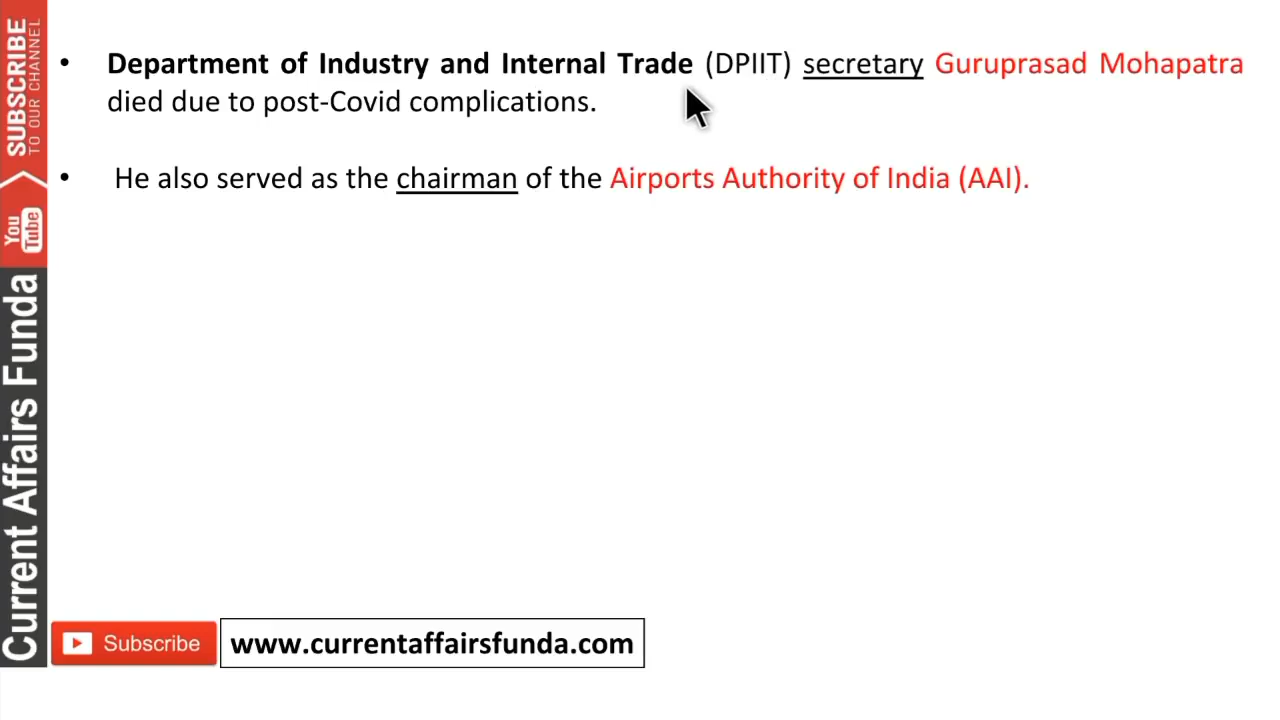 • Department of Industry and Internal Trade (DPIIT) secretary Guruprasad Mohapatra
died due to post-Covid complications.
• He also served as the chairman of the Airports Authority of India (AAI).
SUBSCRIBE
TO OUR CHANNEL
You
Tube
Current Affairs Funda
Subscribe
www.currentaffairsfunda.com